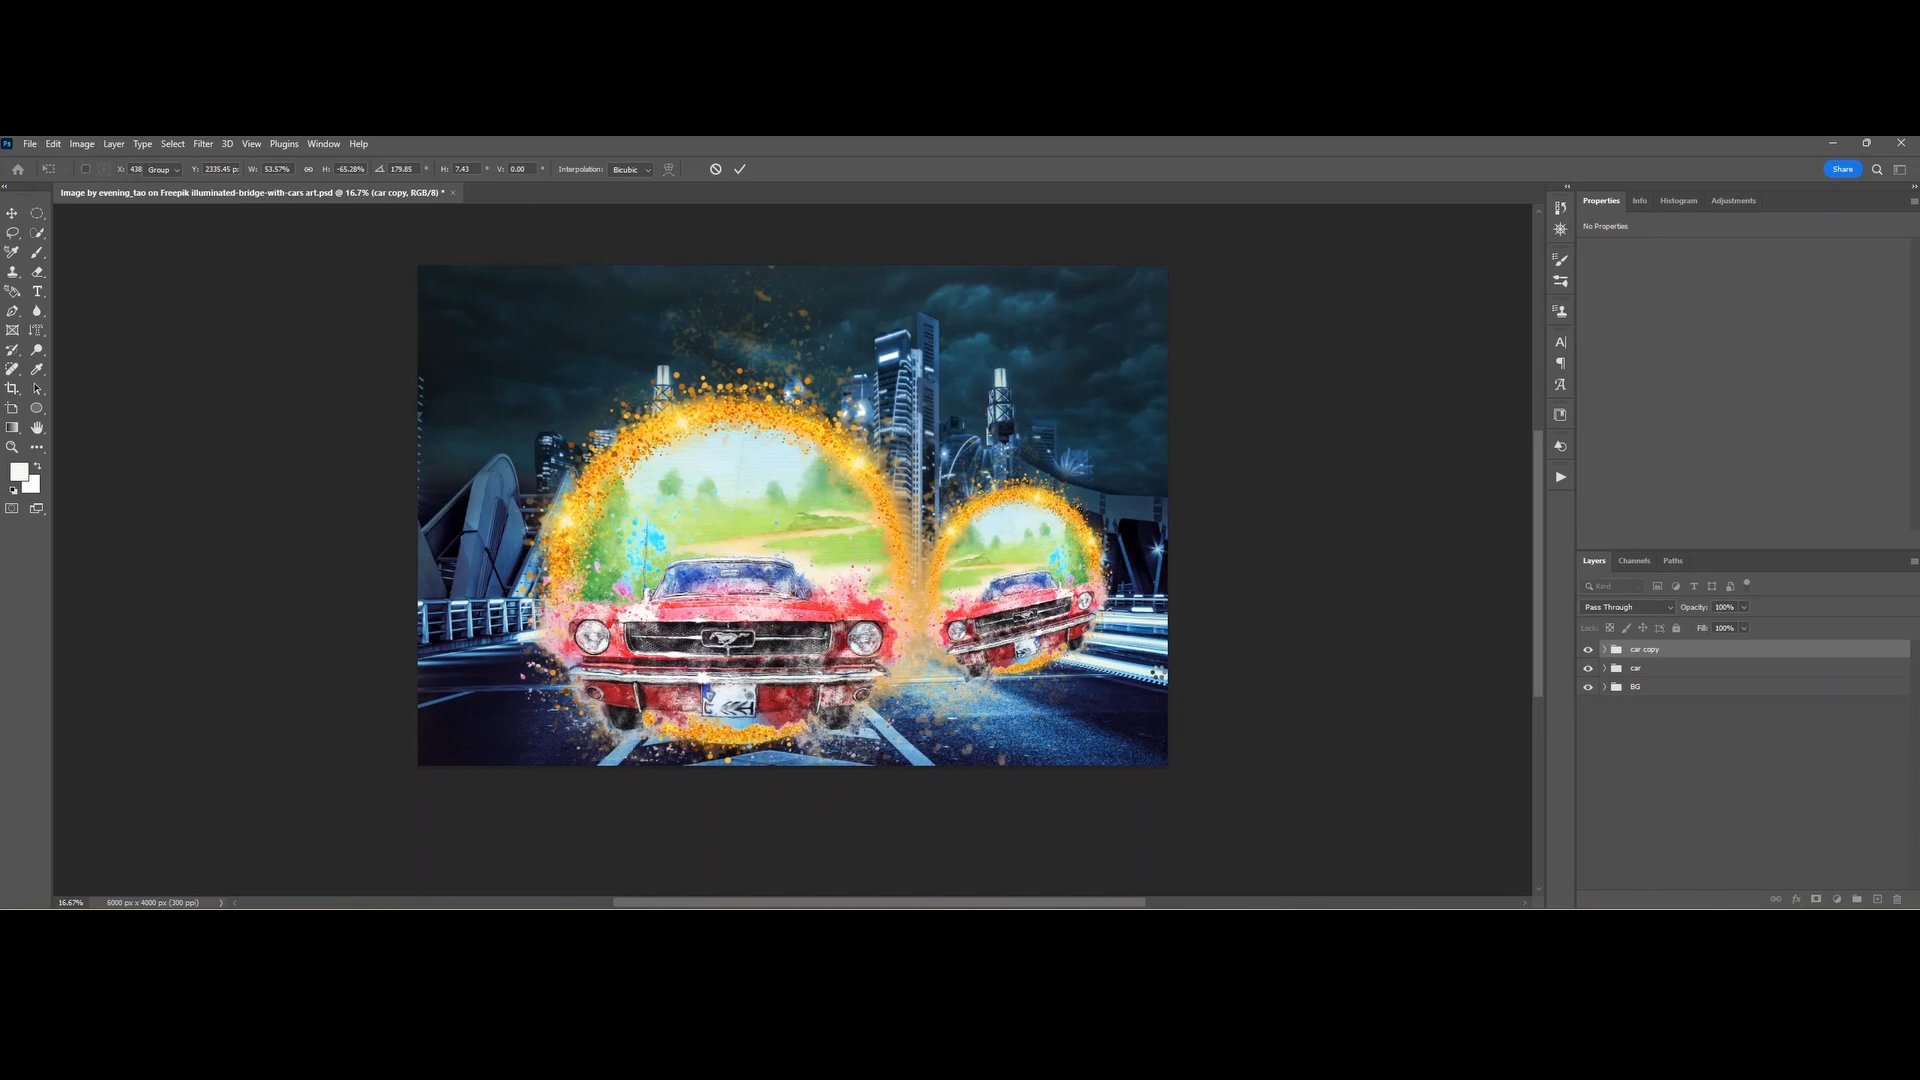 Ps File Edit Image Layer Type Select Filter 3D View Plugins Window Help
X: 438 Group Y: 2335.45 p: W: 53.57% H: -65.28% 179.85 ° H: 7.43 ° V: 0.00 ° Interpolation: Bicubic Share
Image by evening_tao on Freepik illuminated-bridge-with-cars art.psd @ 16.7% (car copy, RGB/8) * ×
Properties Info Histogram Adjustments
No Properties
Layers Channels Paths
Kind
Pass Through Opacity: 100%
Lock: Fill: 100%
car copy
car
BG
16.67% 6000 px x 4000 px (300 ppi)